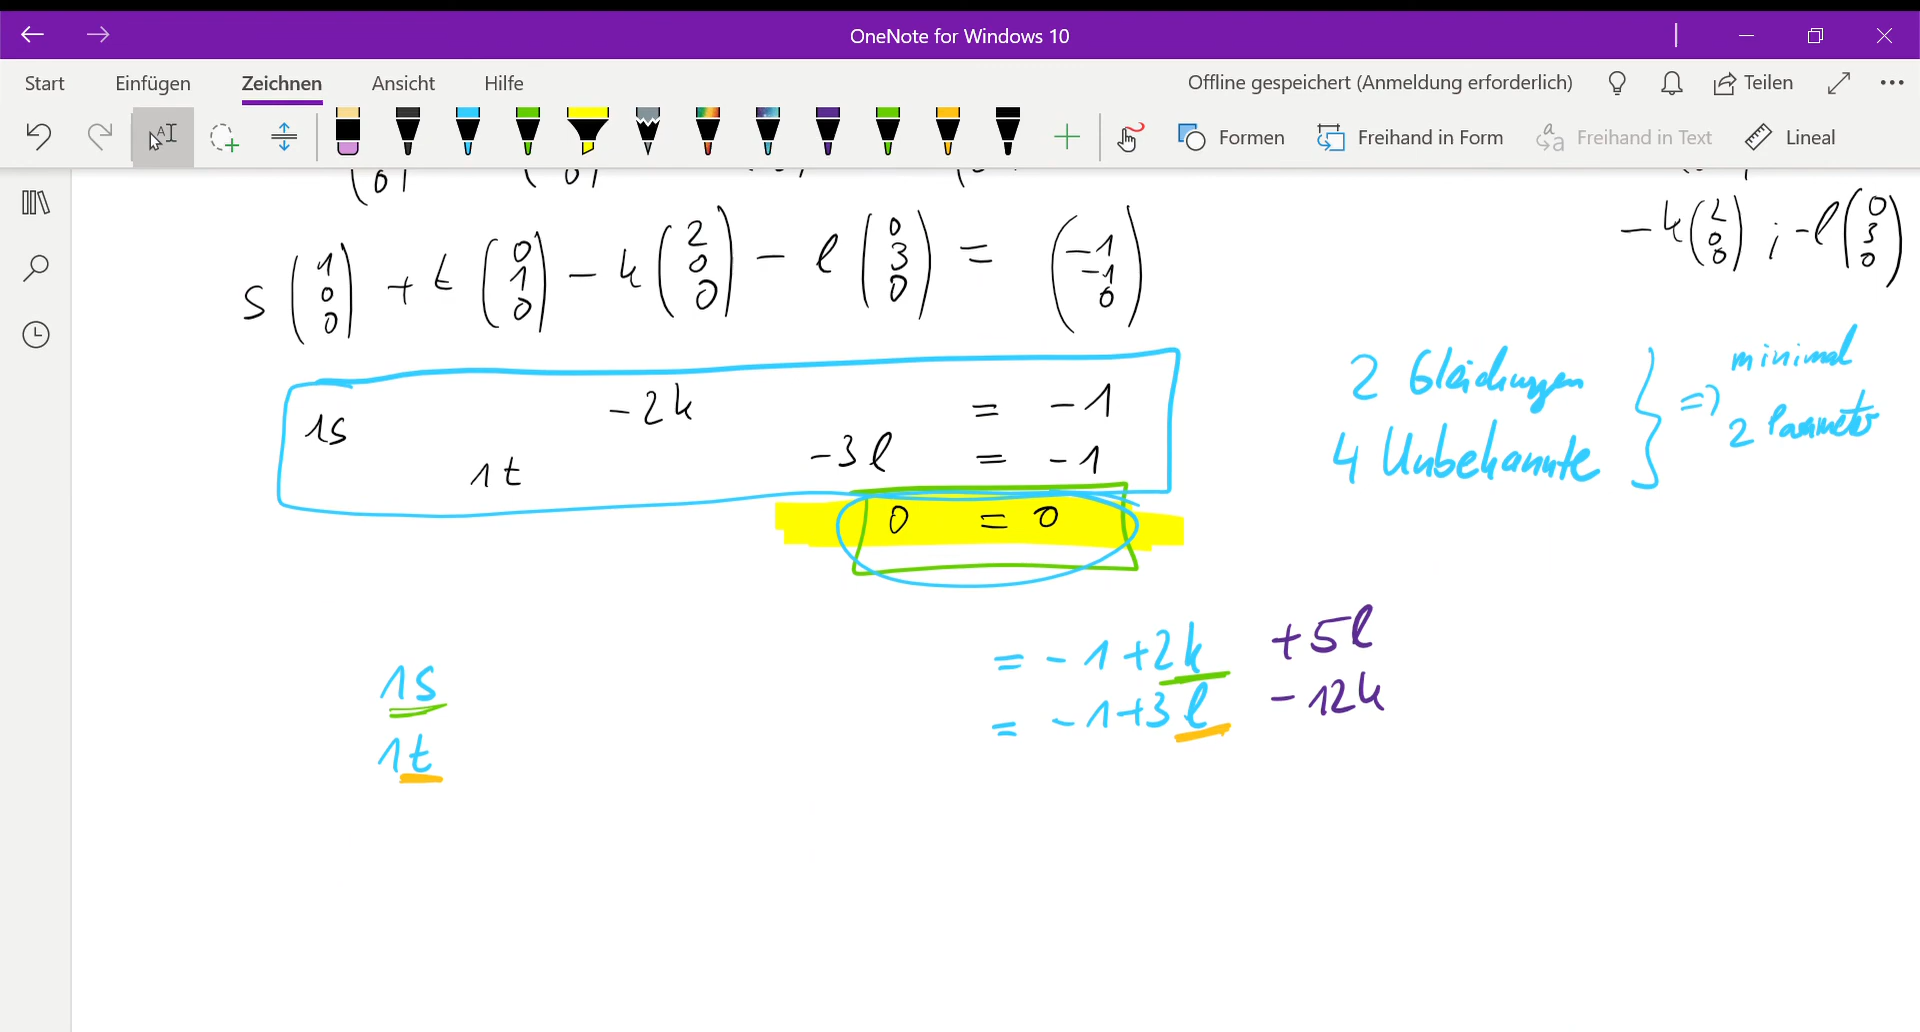 OneNote for Windows 10
Start Einfügen Zeichnen Ansicht Hilfe Offline gespeichert (Anmeldung erforderlich) Teilen
Formen Freihand in Form Freihand in Text Lineal
s (1 0 0) + t (0 1 0) - k (2 0 0) - l (0 3 0) = (-1 -1 0)
-k (2 0 0) ; -l (0 3 0)
1s -2k = -1
1t -3l = -1
0 = 0
2 Gleichungen
4 Unbekannte
=> minimal
2 Parameter
1s = -1+2k +5l
1t = -1+3l -12k